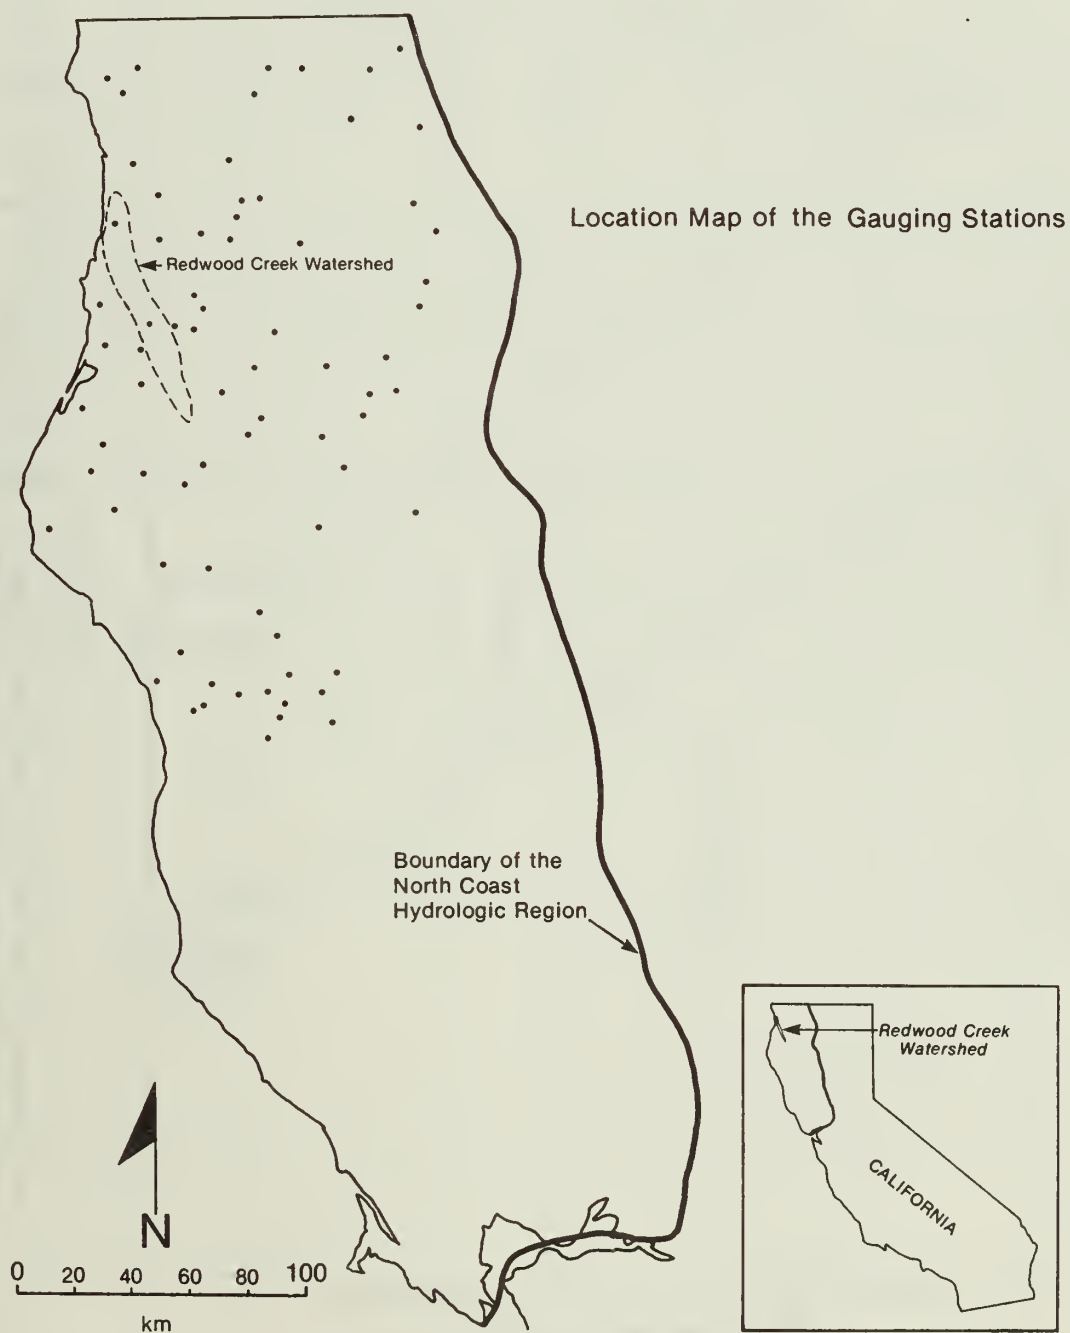 Location Map of the Gauging Stations
Redwood Creek Watershed
Boundary of the
North Coast
Hydrologic Region
Redwood Creek
Watershed
CALIFORNIA
N
0 20 40 60 80 100
km